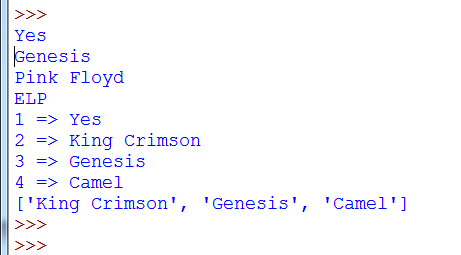 >>>
Yes
Genesis
Pink Floyd
ELP
1 => Yes
2 => King Crimson
3 => Genesis
4 => Camel
['King Crimson', 'Genesis', 'Camel']
>>>
>>>